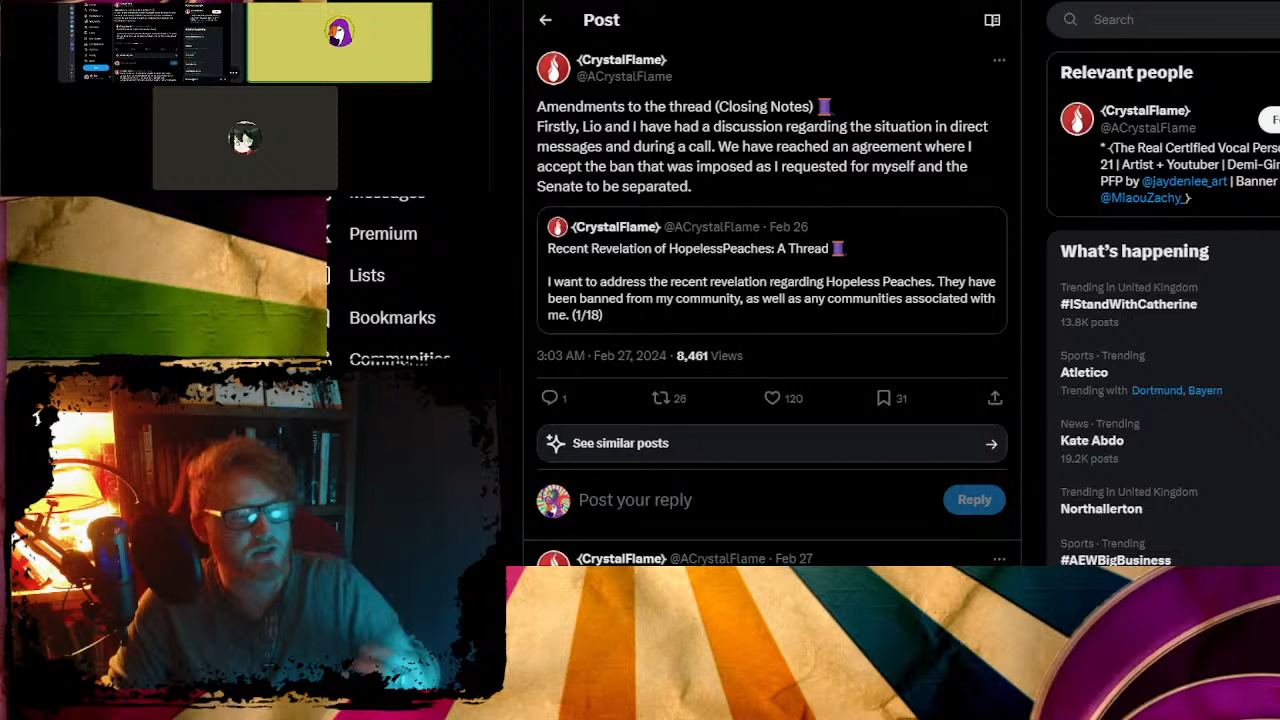 Messages
Premium
Lists
Bookmarks
Communities
Post
{CrystalFlame}
@ACrystalFlame
Amendments to the thread (Closing Notes) 🧵
Firstly, Lio and I have had a discussion regarding the situation in direct
messages and during a call. We have reached an agreement where I
accept the ban that was imposed as I requested for myself and the
Senate to be separated.
{CrystalFlame} @ACrystalFlame · Feb 26
Recent Revelation of HopelessPeaches: A Thread 🧵
I want to address the recent revelation regarding Hopeless Peaches. They have
been banned from my community, as well as any communities associated with
me. (1/18)
3:03 AM · Feb 27, 2024 · 8,461 Views
1 26 120 31
See similar posts
Post your reply
Reply
{CrystalFlame} @ACrystalFlame · Feb 27
Search
Relevant people
{CrystalFlame}
@ACrystalFlame
*·{The Real Certified Vocal Pers
21 | Artist + Youtuber | Demi-Gir
PFP by @jaydenlee_art | Banner
@MiaouZachy_}
What's happening
Trending in United Kingdom
#IStandWithCatherine
13.8K posts
Sports · Trending
Atletico
Trending with Dortmund, Bayern
News · Trending
Kate Abdo
19.2K posts
Trending in United Kingdom
Northallerton
Sports · Trending
#AEWBigBusiness